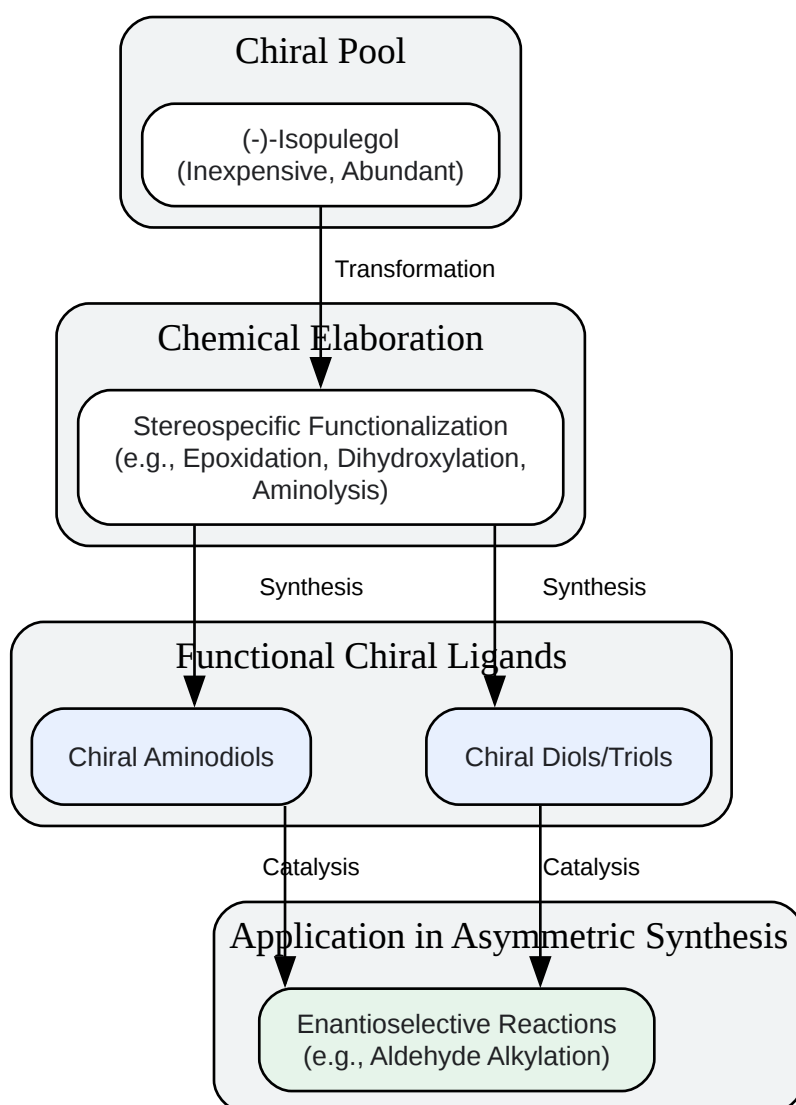 Chiral Pool
(-)-Isopulegol
(Inexpensive, Abundant)
Transformation
Chemical Elaboration
Stereospecific Functionalization
(e.g., Epoxidation, Dihydroxylation,
Aminolysis)
Synthesis
Synthesis
Functional Chiral Ligands
Chiral Aminodiols
Chiral Diols/Triols
Catalysis
Catalysis
Application in Asymmetric Synthesis
Enantioselective Reactions
(e.g., Aldehyde Alkylation)